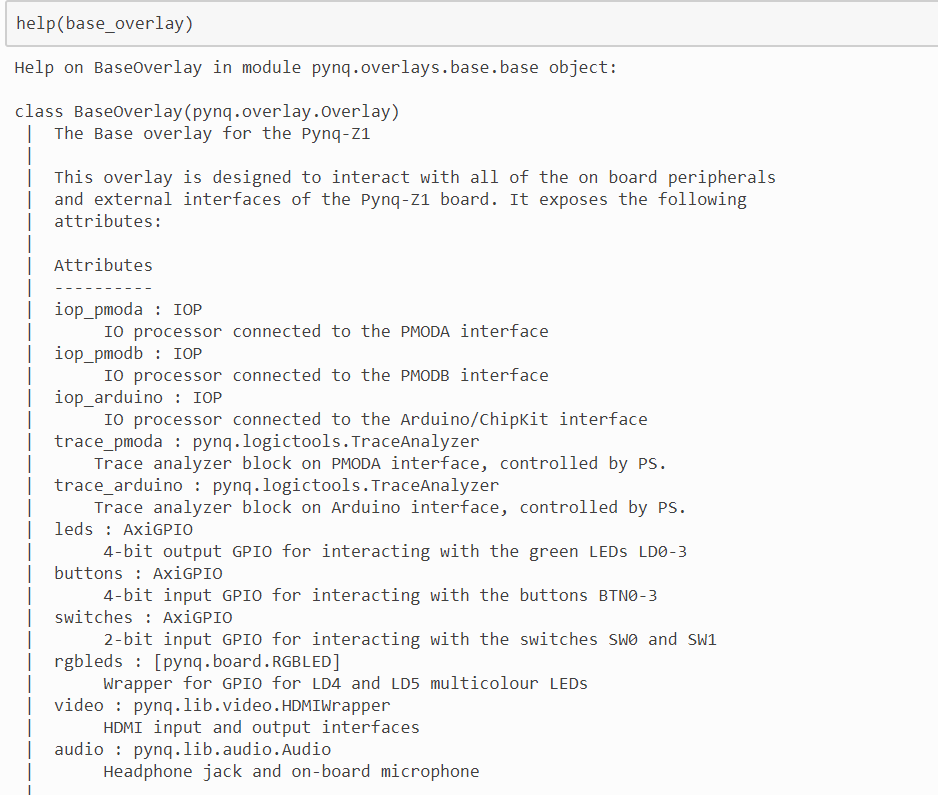 help(base_overlay)
Help on BaseOverlay in module pynq.overlays.base.base object:
class BaseOverlay(pynq.overlay.Overlay)
 |  The Base overlay for the Pynq-Z1
 |
 |  This overlay is designed to interact with all of the on board peripherals
 |  and external interfaces of the Pynq-Z1 board. It exposes the following
 |  attributes:
 |
 |  Attributes
 |  ----------
 |  iop_pmoda : IOP
 |       IO processor connected to the PMODA interface
 |  iop_pmodb : IOP
 |       IO processor connected to the PMODB interface
 |  iop_arduino : IOP
 |       IO processor connected to the Arduino/ChipKit interface
 |  trace_pmoda : pynq.logictools.TraceAnalyzer
 |      Trace analyzer block on PMODA interface, controlled by PS.
 |  trace_arduino : pynq.logictools.TraceAnalyzer
 |      Trace analyzer block on Arduino interface, controlled by PS.
 |  leds : AxiGPIO
 |       4-bit output GPIO for interacting with the green LEDs LD0-3
 |  buttons : AxiGPIO
 |       4-bit input GPIO for interacting with the buttons BTN0-3
 |  switches : AxiGPIO
 |       2-bit input GPIO for interacting with the switches SW0 and SW1
 |  rgbleds : [pynq.board.RGBLED]
 |       Wrapper for GPIO for LD4 and LD5 multicolour LEDs
 |  video : pynq.lib.video.HDMIWrapper
 |       HDMI input and output interfaces
 |  audio : pynq.lib.audio.Audio
 |       Headphone jack and on-board microphone
 |